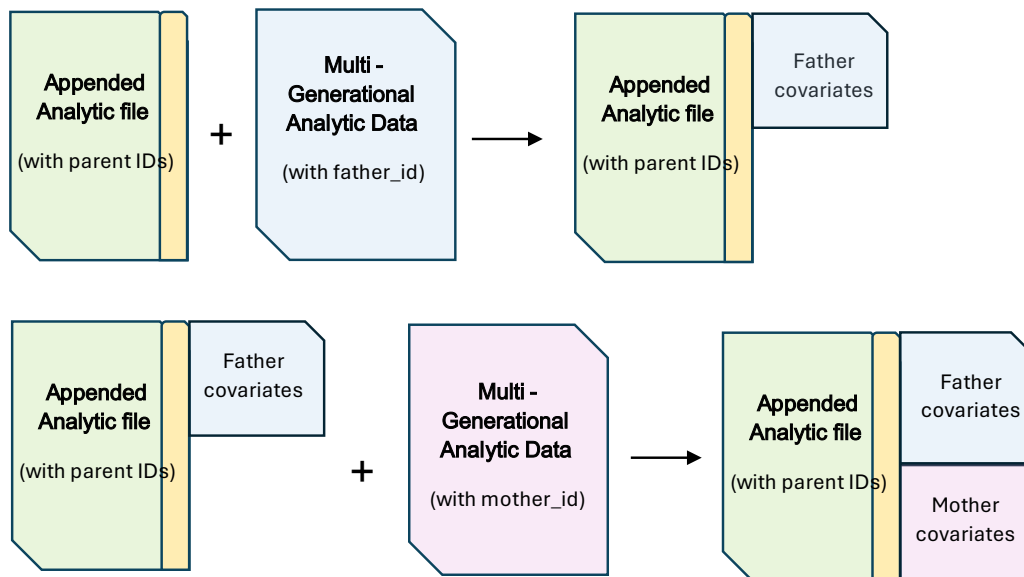 Appended
Analytic file
(with parent IDs)
+
Multi -
Generational
Analytic Data
(with father_id)
Appended
Analytic file
(with parent IDs)
Father
covariates
Appended
Analytic file
(with parent IDs)
Father
covariates
+
Multi -
Generational
Analytic Data
(with mother_id)
Appended
Analytic file
(with parent IDs)
Father
covariates
Mother
covariates